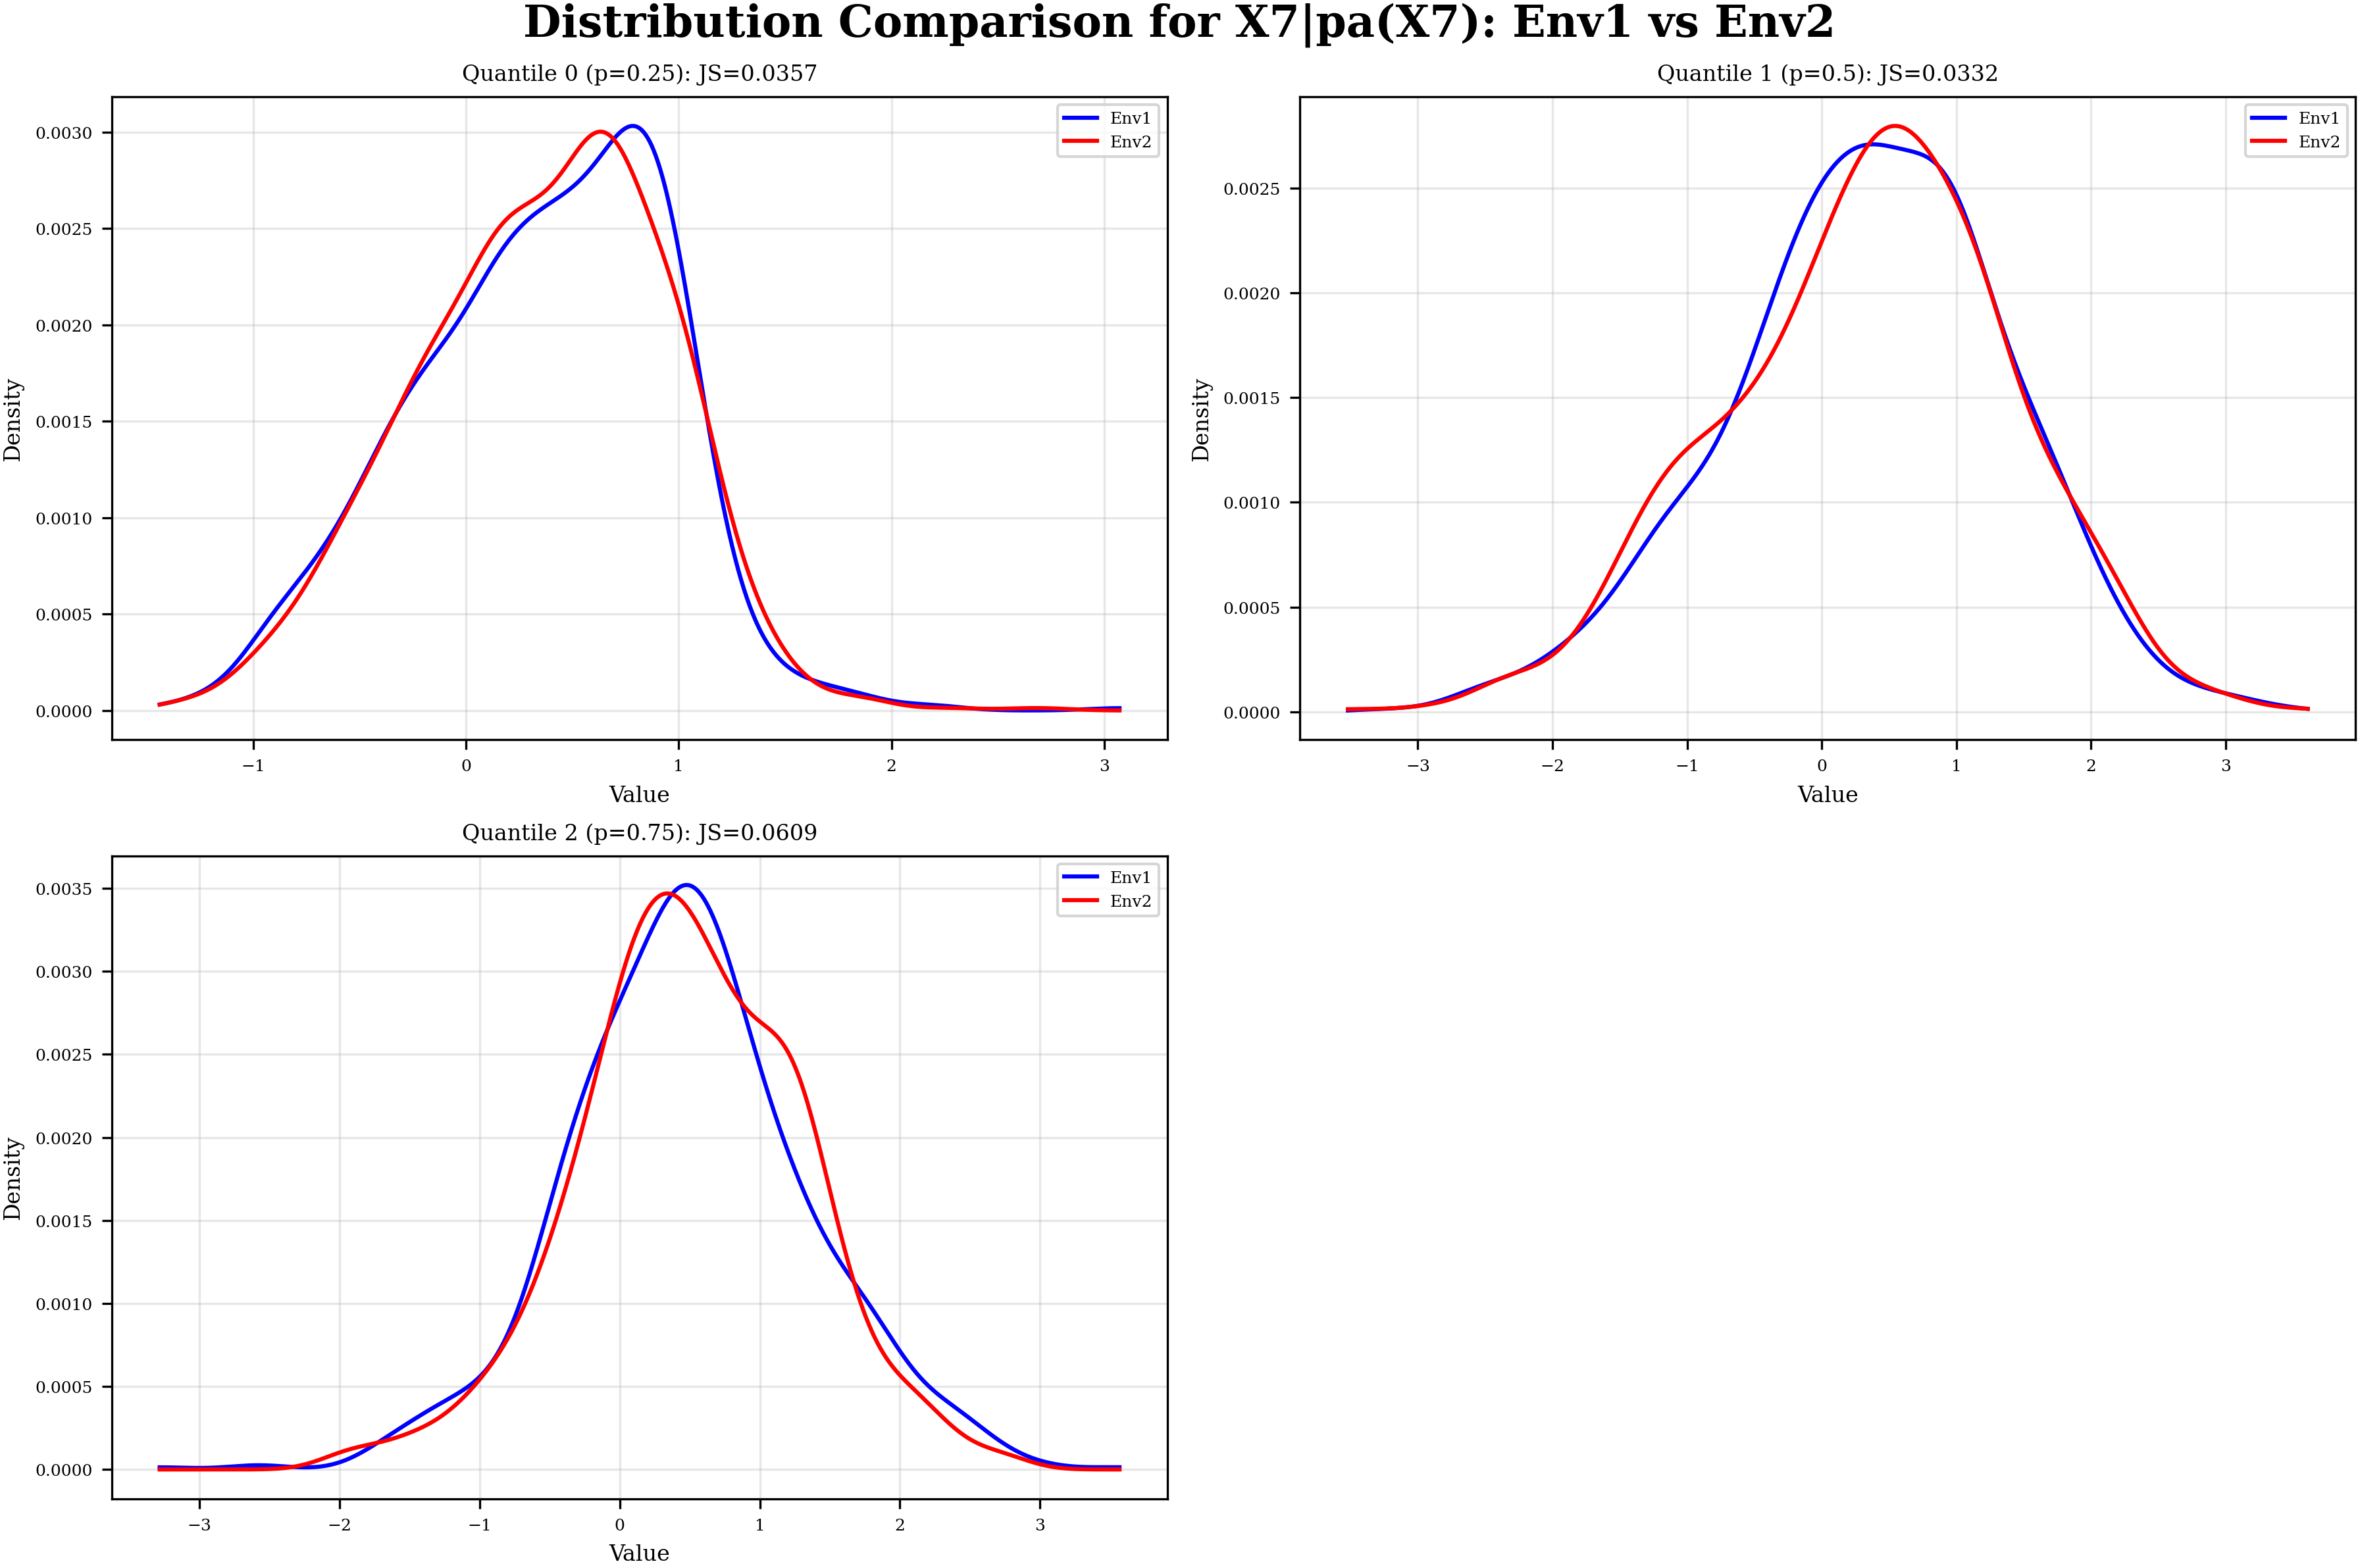 Distribution Comparison for X7|pa(X7): Env1 vs Env2
Quantile 0 (p=0.25): JS=0.0357
Env1
Env2
0.0030
0.0025
0.0020
0.0015
0.0010
0.0005
0.0000
Density
−1
0
1
2
3
Value
Quantile 1 (p=0.5): JS=0.0332
Env1
Env2
0.0025
0.0020
0.0015
0.0010
0.0005
0.0000
Density
−3
−2
−1
0
1
2
3
Value
Quantile 2 (p=0.75): JS=0.0609
Env1
Env2
0.0035
0.0030
0.0025
0.0020
0.0015
0.0010
0.0005
0.0000
Density
−3
−2
−1
0
1
2
3
Value